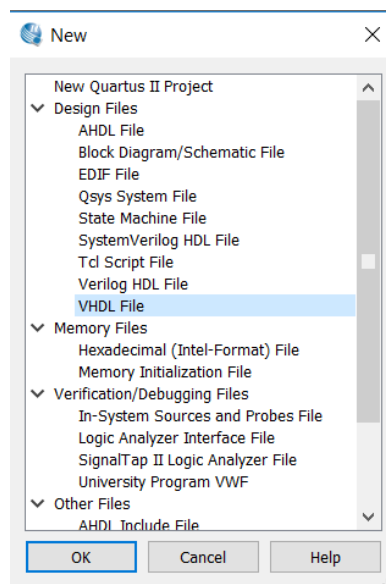 New
New Quartus II Project
Design Files
AHDL File
Block Diagram/Schematic File
EDIF File
Qsys System File
State Machine File
SystemVerilog HDL File
Tcl Script File
Verilog HDL File
VHDL File
Memory Files
Hexadecimal (Intel-Format) File
Memory Initialization File
Verification/Debugging Files
In-System Sources and Probes File
Logic Analyzer Interface File
SignalTap II Logic Analyzer File
University Program VWF
Other Files
AHDL Include File
OK Cancel Help